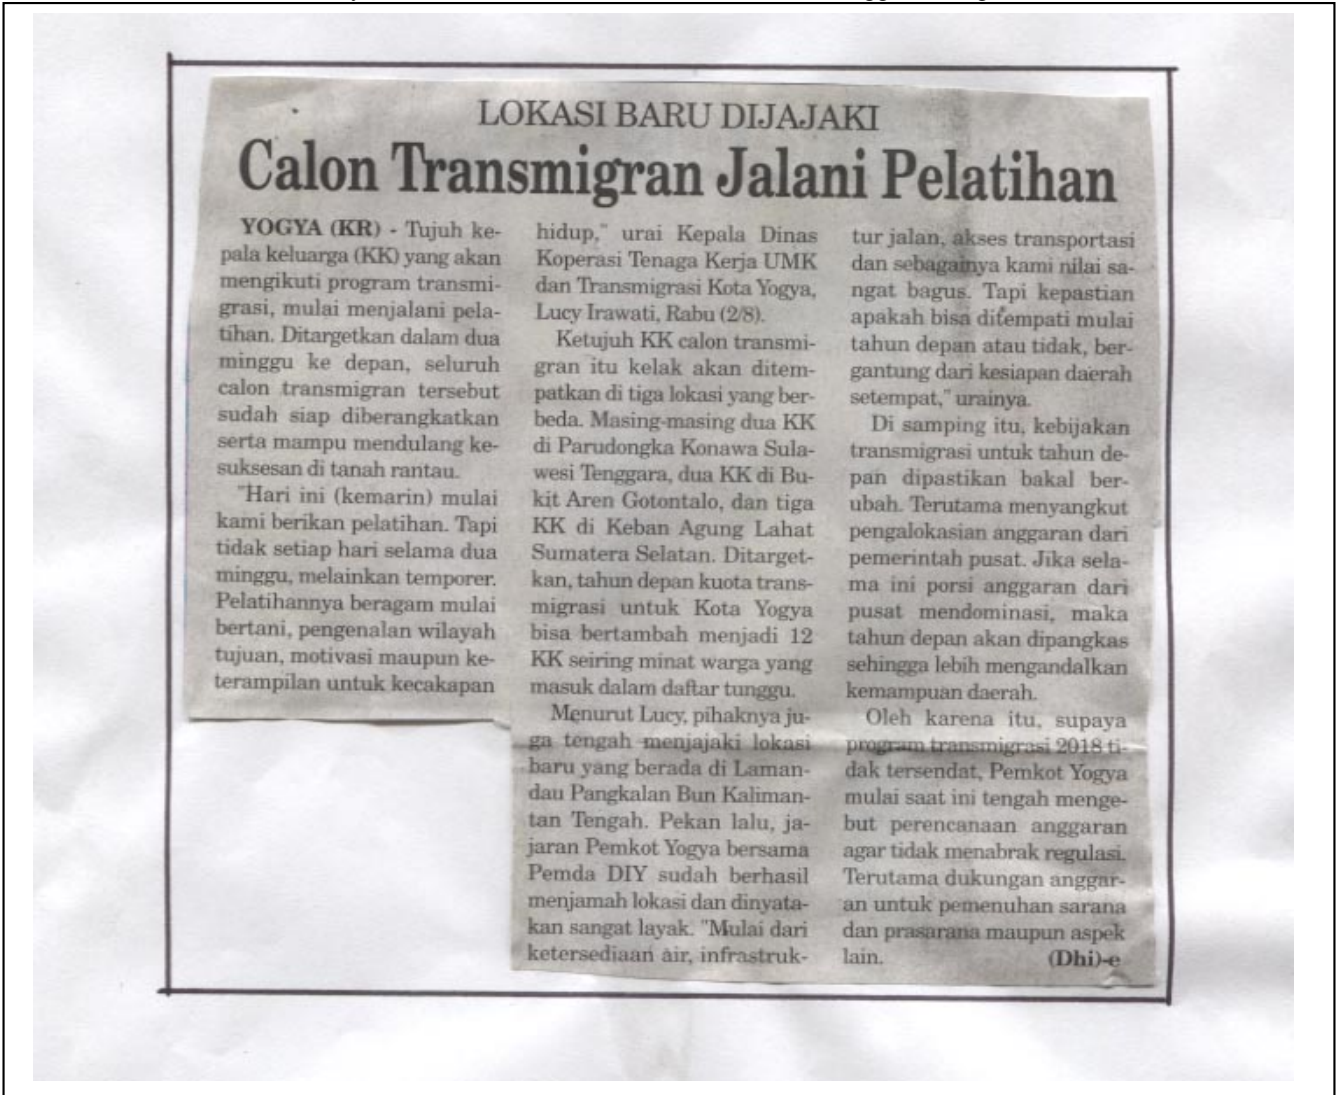 LOKASI BARU DIJAJAKI
Calon Transmigran Jalani Pelatihan
YOGYA (KR) - Tujuh ke-
pala keluarga (KK) yang akan
mengikuti program transmi-
grasi, mulai menjalani pela-
tihan. Ditargetkan dalam dua
minggu ke depan, seluruh
calon transmigran tersebut
sudah siap diberangkatkan
serta mampu mendulang ke-
suksesan di tanah rantau.
"Hari ini (kemarin) mulai
kami berikan pelatihan. Tapi
tidak setiap hari selama dua
minggu, melainkan temporer.
Pelatihannya beragam mulai
bertani, pengenalan wilayah
tujuan, motivasi maupun ke-
terampilan untuk kecakapan
hidup," urai Kepala Dinas
Koperasi Tenaga Kerja UMK
dan Transmigrasi Kota Yogya,
Lucy Irawati, Rabu (2/8).
Ketujuh KK calon transmi-
gran itu kelak akan ditem-
patkan di tiga lokasi yang ber-
beda. Masing-masing dua KK
di Parudongka Konawa Sula-
wesi Tenggara, dua KK di Bu-
kit Aren Gotontalo, dan tiga
KK di Keban Agung Lahat
Sumatera Selatan. Ditarget-
kan, tahun depan kuota trans-
migrasi untuk Kota Yogya
bisa bertambah menjadi 12
KK seiring minat warga yang
masuk dalam daftar tunggu.
Menurut Lucy, pihaknya ju-
ga tengah menjajaki lokasi
baru yang berada di Laman-
dau Pangkalan Bun Kaliman-
tan Tengah. Pekan lalu, ja-
jaran Pemkot Yogya bersama
Pemda DIY sudah berhasil
menjamah lokasi dan dinyata-
kan sangat layak. "Mulai dari
ketersediaan air, infrastruk-
tur jalan, akses transportasi
dan sebagainya kami nilai sa-
ngat bagus. Tapi kepastian
apakah bisa ditempati mulai
tahun depan atau tidak, ber-
gantung dari kesiapan daerah
setempat," urainya.
Di samping itu, kebijakan
transmigrasi untuk tahun de-
pan dipastikan bakal ber-
ubah. Terutama menyangkut
pengalokasian anggaran dari
pemerintah pusat. Jika sela-
ma ini porsi anggaran dari
pusat mendominasi, maka
tahun depan akan dipangkas
sehingga lebih mengandalkan
kemampuan daerah.
Oleh karena itu, supaya
program transmigrasi 2018 ti-
dak tersendat, Pemkot Yogya
mulai saat ini tengah menge-
but perencanaan anggaran
agar tidak menabrak regulasi.
Terutama dukungan anggar-
an untuk pemenuhan sarana
dan prasarana maupun aspek
lain. (Dhi)-e